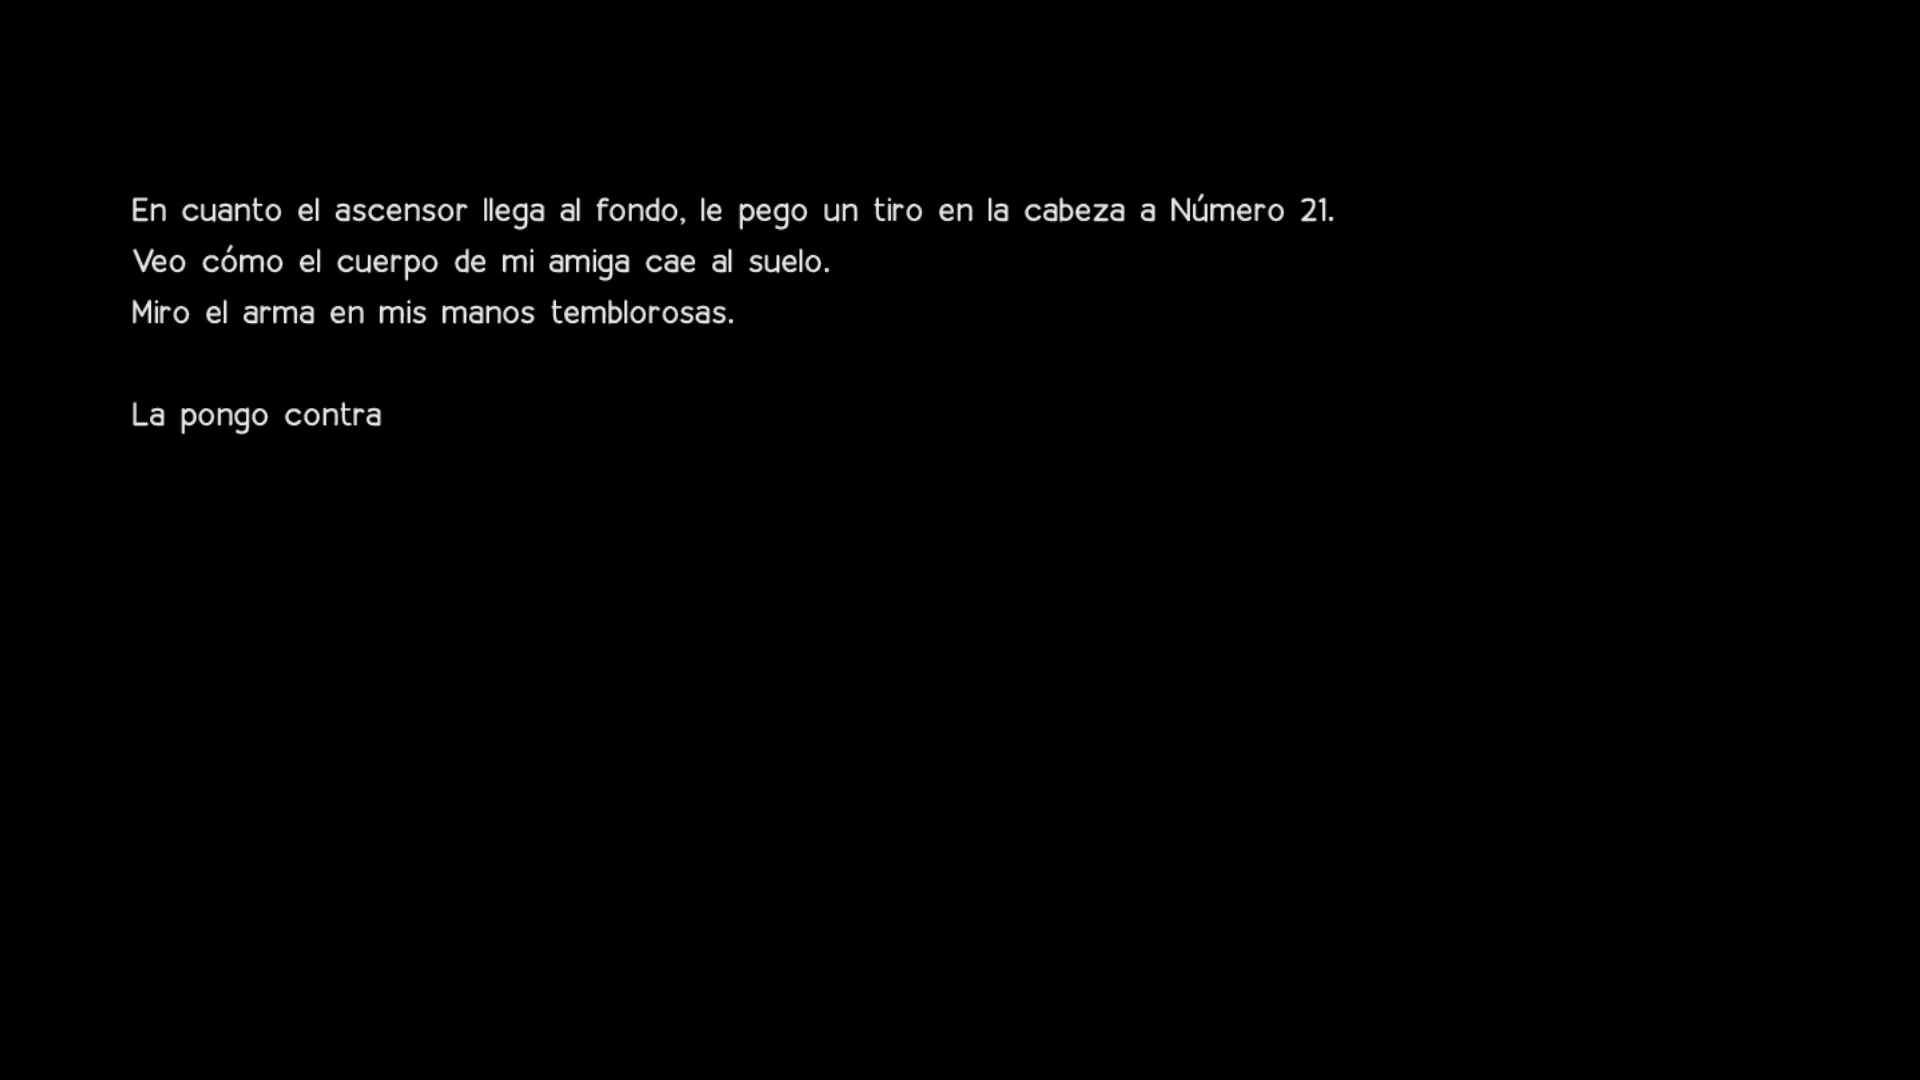 En cuanto el ascensor llega al fondo, le pego un tiro en la cabeza a Número 21.
Veo cómo el cuerpo de mi amiga cae al suelo.
Miro el arma en mis manos temblorosas.
La pongo contra